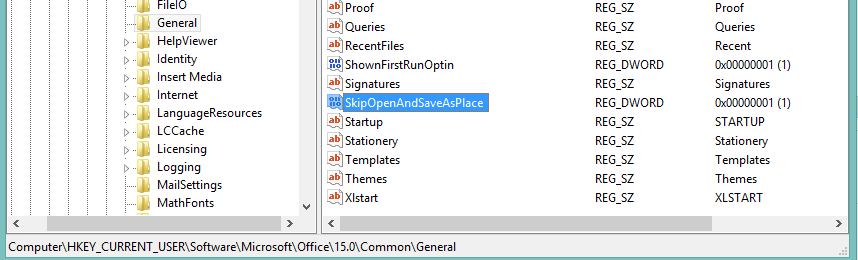 FileIO
General
HelpViewer
Identity
Insert Media
Internet
LanguageResources
LCCache
Licensing
Logging
MailSettings
MathFonts
Proof REG_SZ Proof
Queries REG_SZ Queries
RecentFiles REG_SZ Recent
ShownFirstRunOptin REG_DWORD 0x00000001 (1)
Signatures REG_SZ Signatures
SkipOpenAndSaveAsPlace REG_DWORD 0x00000001 (1)
Startup REG_SZ STARTUP
Stationery REG_SZ Stationery
Templates REG_SZ Templates
Themes REG_SZ Themes
Xlstart REG_SZ XLSTART
Computer\HKEY_CURRENT_USER\Software\Microsoft\Office\15.0\Common\General